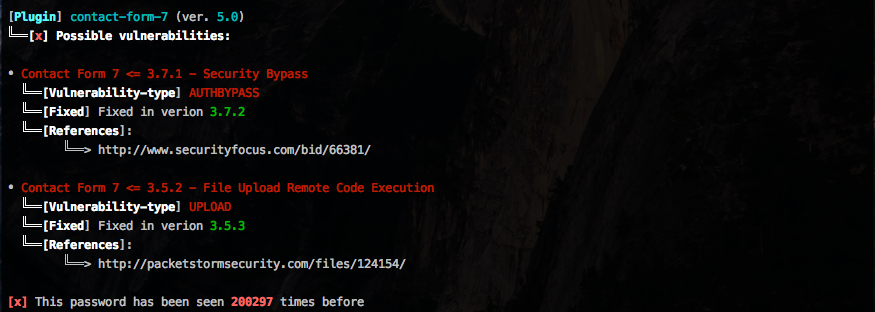 [Plugin] contact-form-7 (ver. 5.0)
└──[x] Possible vulnerabilities:
• Contact Form 7 <= 3.7.1 - Security Bypass
└──[Vulnerability-type] AUTHBYPASS
└──[Fixed] Fixed in verion 3.7.2
└──[References]:
└──> http://www.securityfocus.com/bid/66381/
• Contact Form 7 <= 3.5.2 - File Upload Remote Code Execution
└──[Vulnerability-type] UPLOAD
└──[Fixed] Fixed in verion 3.5.3
└──[References]:
└──> http://packetstormsecurity.com/files/124154/
[x] This password has been seen 200297 times before